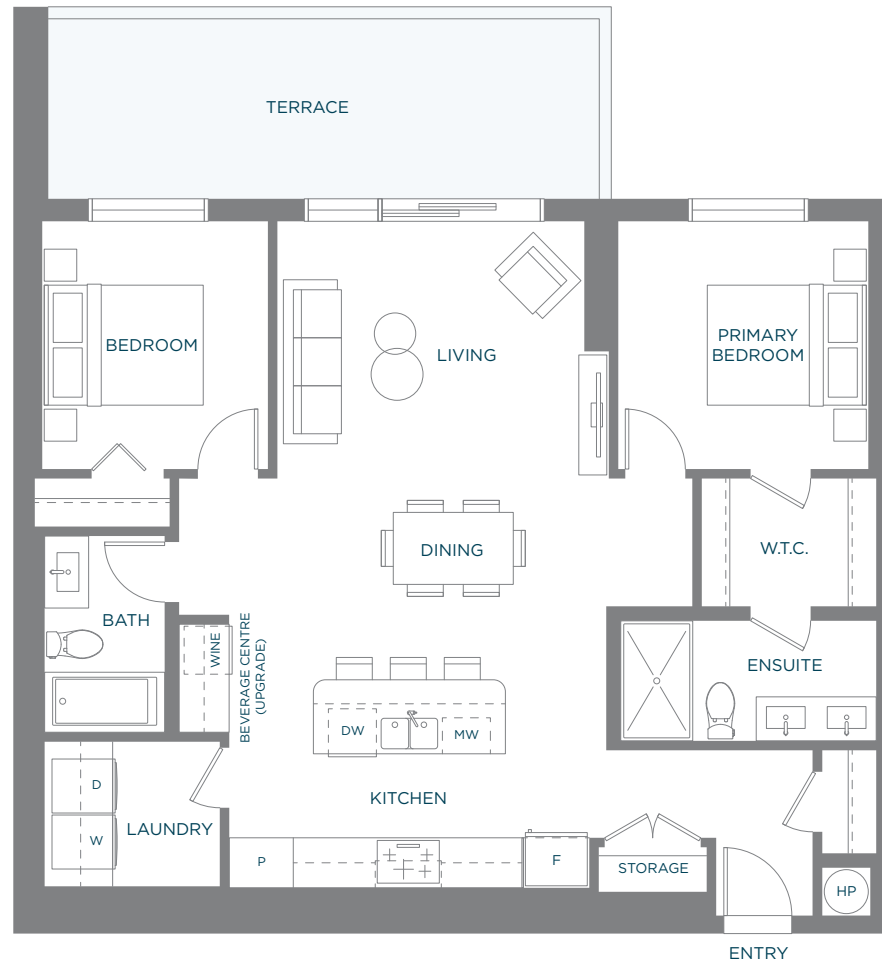 TERRACE
BEDROOM
LIVING
PRIMARY
BEDROOM
DINING
W.T.C.
BATH
WINE
BEVERAGE CENTRE
(UPGRADE)
ENSUITE
DW
MW
D
W
LAUNDRY
KITCHEN
P
F
STORAGE
HP
ENTRY